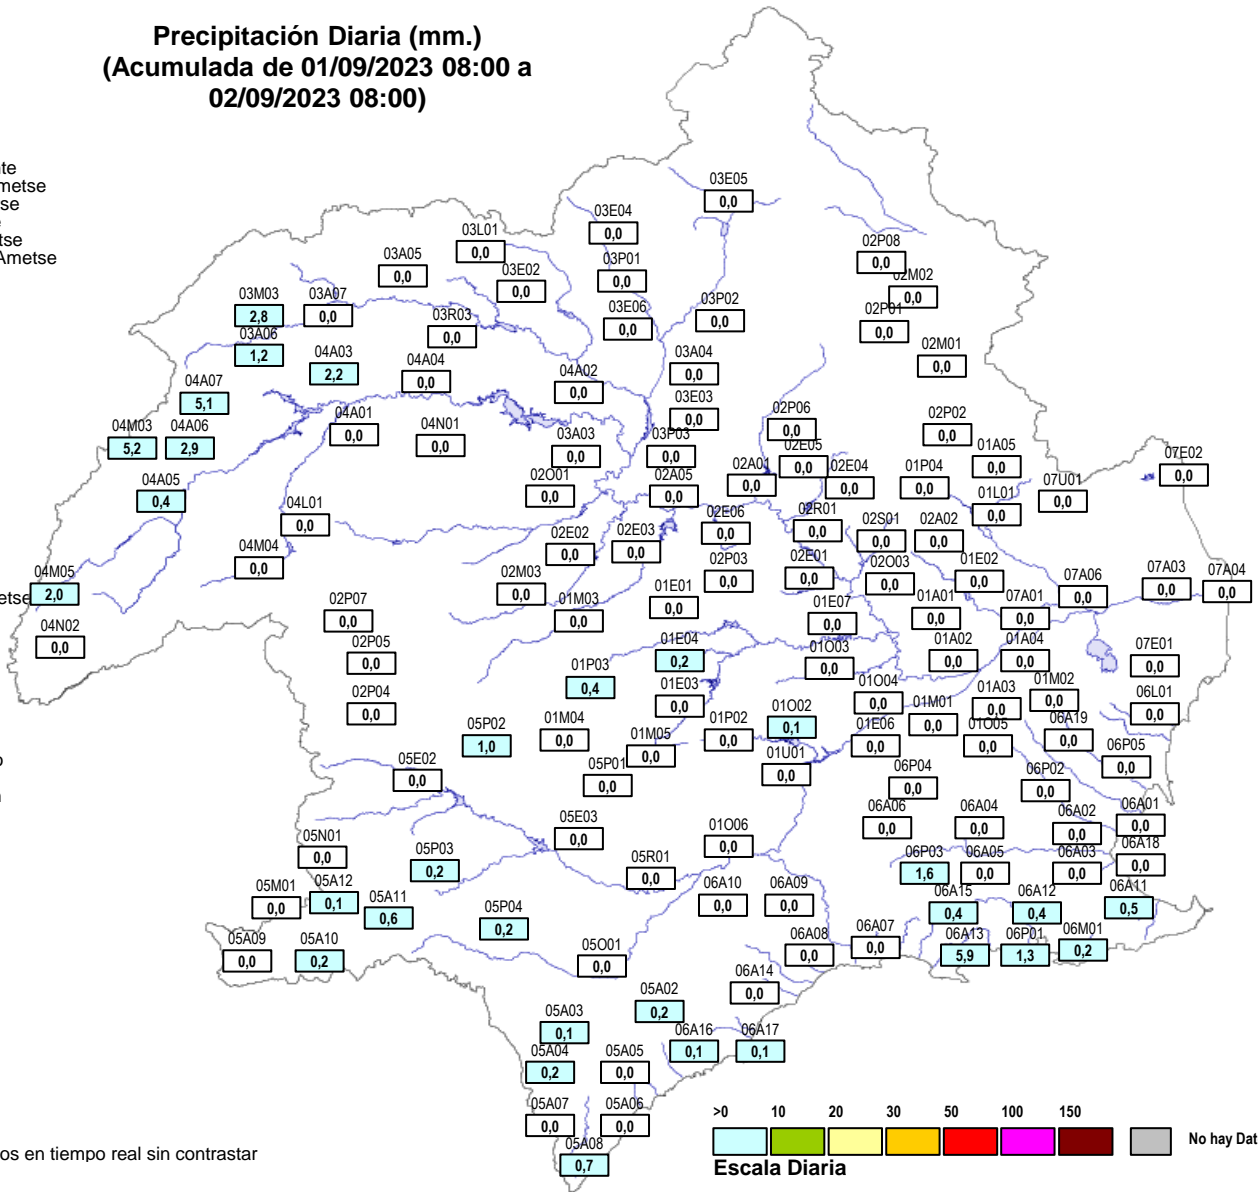 Precipitación Diaria (mm.)
(Acumulada de 01/09/2023 08:00 a
02/09/2023 08:00)
03E05
0,0
03E04
0,0
03L01
0,0
03A05
0,0
03P01
0,0
03E02
0,0
02P08
0,0
02M02
0,0
03M03
2,8
03A07
0,0
03R03
0,0
03E06
0,0
03P02
0,0
02P01
0,0
03A06
1,2
04A03
2,2
04A04
0,0
04A02
0,0
03A04
0,0
02M01
0,0
04A07
5,1
03E03
0,0
04M03
5,2
04A06
2,9
04A01
0,0
04N01
0,0
03A03
0,0
03P03
0,0
02P06
0,0
02P02
0,0
02E05
0,0
01A05
0,0
07E02
0,0
04A05
0,4
02O01
0,0
02A05
0,0
02A01
0,0
02E04
0,0
01P04
0,0
07U01
0,0
01L01
0,0
04L01
0,0
02E06
0,0
02R01
0,0
02S01
0,0
02A02
0,0
04M04
0,0
02E02
0,0
02E03
0,0
02P03
0,0
02E01
0,0
02O03
0,0
01E02
0,0
04M05
2,0
02M03
0,0
01M03
0,0
01E01
0,0
07A06
0,0
07A03
0,0
07A04
0,0
02P07
0,0
01E07
0,0
01A01
0,0
07A01
0,0
04N02
0,0
02P05
0,0
01E04
0,2
01O03
0,0
01A02
0,0
01A04
0,0
07E01
0,0
01P03
0,4
02P04
0,0
01E03
0,0
01O04
0,0
01M02
0,0
01A03
0,0
06L01
0,0
01M01
0,0
05P02
1,0
01M04
0,0
01M05
0,0
01P02
0,0
01O02
0,1
01E06
0,0
01O05
0,0
06A19
0,0
06P05
0,0
05E02
0,0
05P01
0,0
01U01
0,0
06P04
0,0
06P02
0,0
05E03
0,0
01O06
0,0
06A06
0,0
06A04
0,0
06A02
0,0
06A01
0,0
05N01
0,0
05P03
0,2
05R01
0,0
06P03
1,6
06A05
0,0
06A03
0,0
06A18
0,0
05M01
0,0
05A12
0,1
05A11
0,6
05P04
0,2
06A10
0,0
06A09
0,0
06A15
0,4
06A12
0,4
06A11
0,5
05A09
0,0
05A10
0,2
05O01
0,0
06A08
0,0
06A07
0,0
06A13
5,9
06P01
1,3
06M01
0,2
06A14
0,0
05A02
0,2
05A03
0,1
06A16
0,1
06A17
0,1
05A04
0,2
05A05
0,0
05A07
0,0
05A06
0,0
05A08
0,7
>0 10 20 30 50 100 150
No hay Dat
Escala Diaria
os en tiempo real sin contrastar